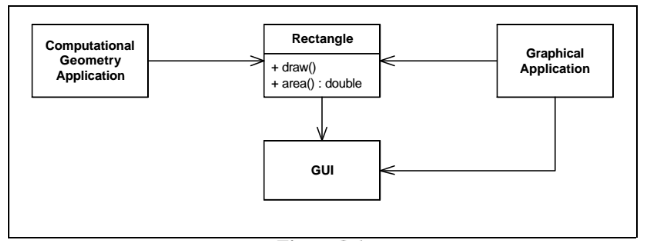 Computational
Geometry
Application
Rectangle
+ draw()
+ area() : double
Graphical
Application
GUI